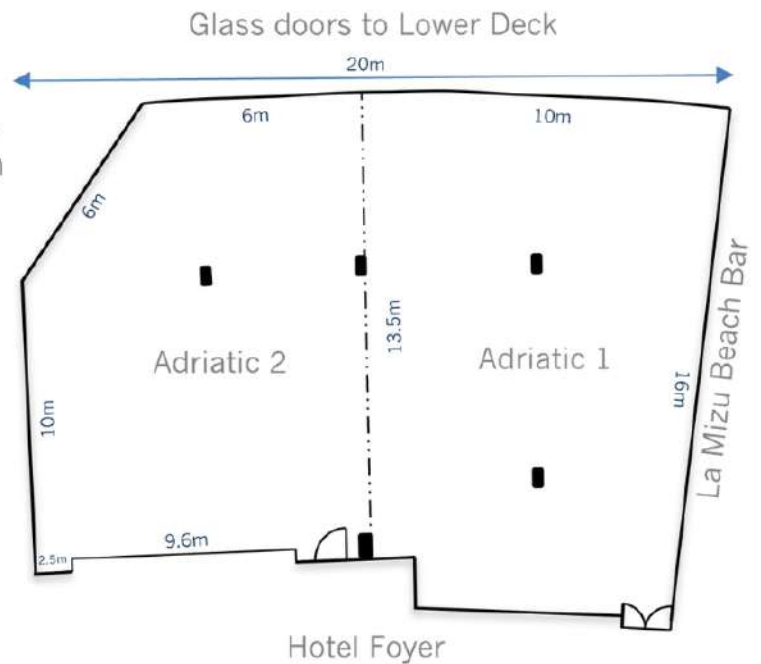 Glass doors to Lower Deck
20m
6m
10m
6m
13.5m
Adriatic 2
Adriatic 1
10m
16m
La Mizu Beach Bar
2.5m
9.6m
Hotel Foyer